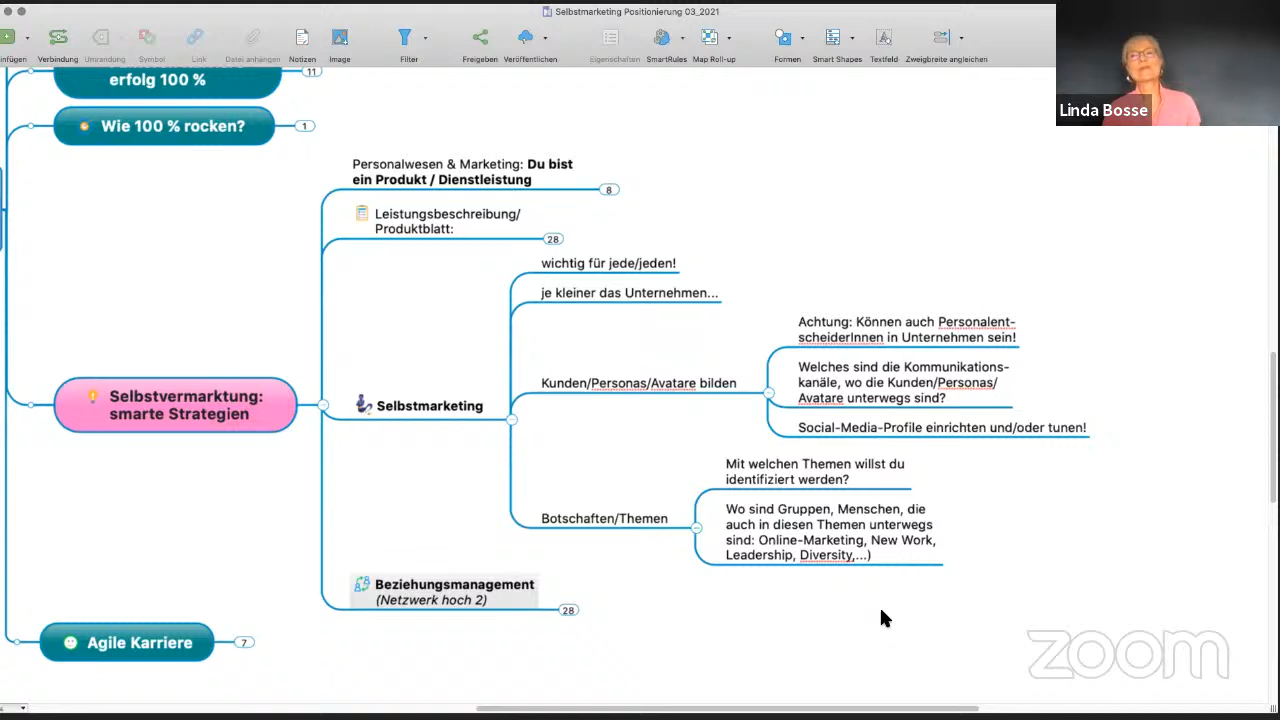 Selbstmarketing Positionierung 03_2021
infügen
Verbindung
Umrandung
Symbol
Link
Datei anhängen
Notizen
Image
Filter
Freigeben
Veröffentlichen
Eigenschaften
SmartRules
Map Roll-up
Formen
Smart Shapes
Textfeld
Zweigbreite angleichen
Linda Bosse
erfolg 100 %
11
Wie 100 % rocken?
1
Personalwesen & Marketing: Du bist
ein Produkt / Dienstleistung
8
Leistungsbeschreibung/
Produktblatt:
28
wichtig für jede/jeden!
je kleiner das Unternehmen...
Achtung: Können auch Personalent-
scheiderInnen in Unternehmen sein!
Welches sind die Kommunikations-
kanäle, wo die Kunden/Personas/
Avatare unterwegs sind?
Kunden/Personas/Avatare bilden
Social-Media-Profile einrichten und/oder tunen!
Selbstvermarktung:
smarte Strategien
Selbstmarketing
Mit welchen Themen willst du
identifiziert werden?
Botschaften/Themen
Wo sind Gruppen, Menschen, die
auch in diesen Themen unterwegs
sind: Online-Marketing, New Work,
Leadership, Diversity,...)
Beziehungsmanagement
(Netzwerk hoch 2)
28
Agile Karriere
7
zoom